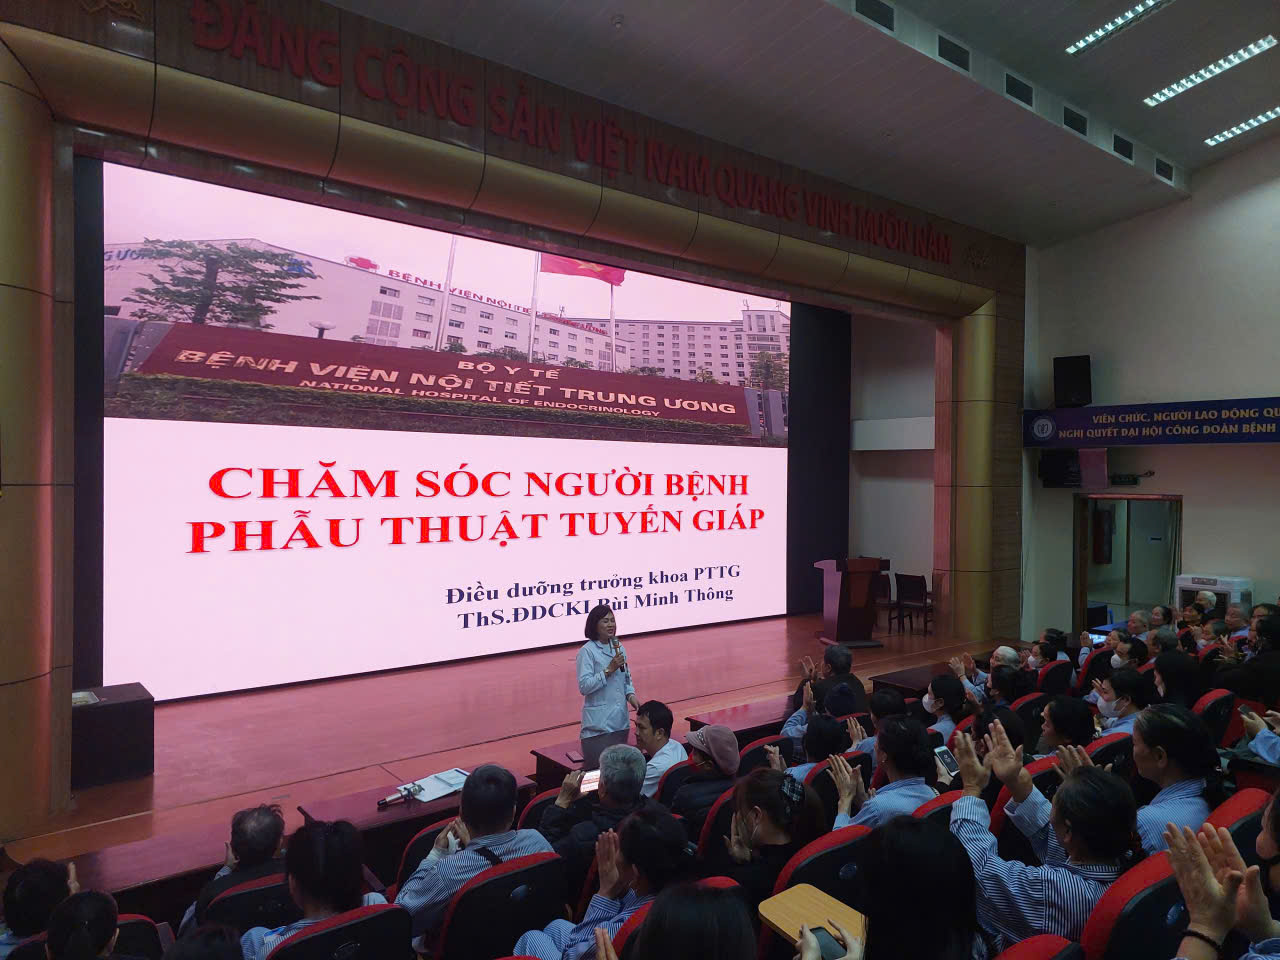 ĐẢNG CỘNG SẢN VIỆT NAM QUANG VINH MUÔN NĂM
BỆNH VIỆN NỘI TIẾT
BỘ Y TẾ
BỆNH VIỆN NỘI TIẾT TRUNG ƯƠNG
NATIONAL HOSPITAL OF ENDOCRINOLOGY
CHĂM SÓC NGƯỜI BỆNH
PHẪU THUẬT TUYẾN GIÁP
Điều dưỡng trưởng khoa PTTG
ThS.ĐDCKI Bùi Minh Thông
VIÊN CHỨC, NGƯỜI LAO ĐỘNG
NGHỊ QUYẾT ĐẠI HỘI CÔNG ĐOÀN BỆNH